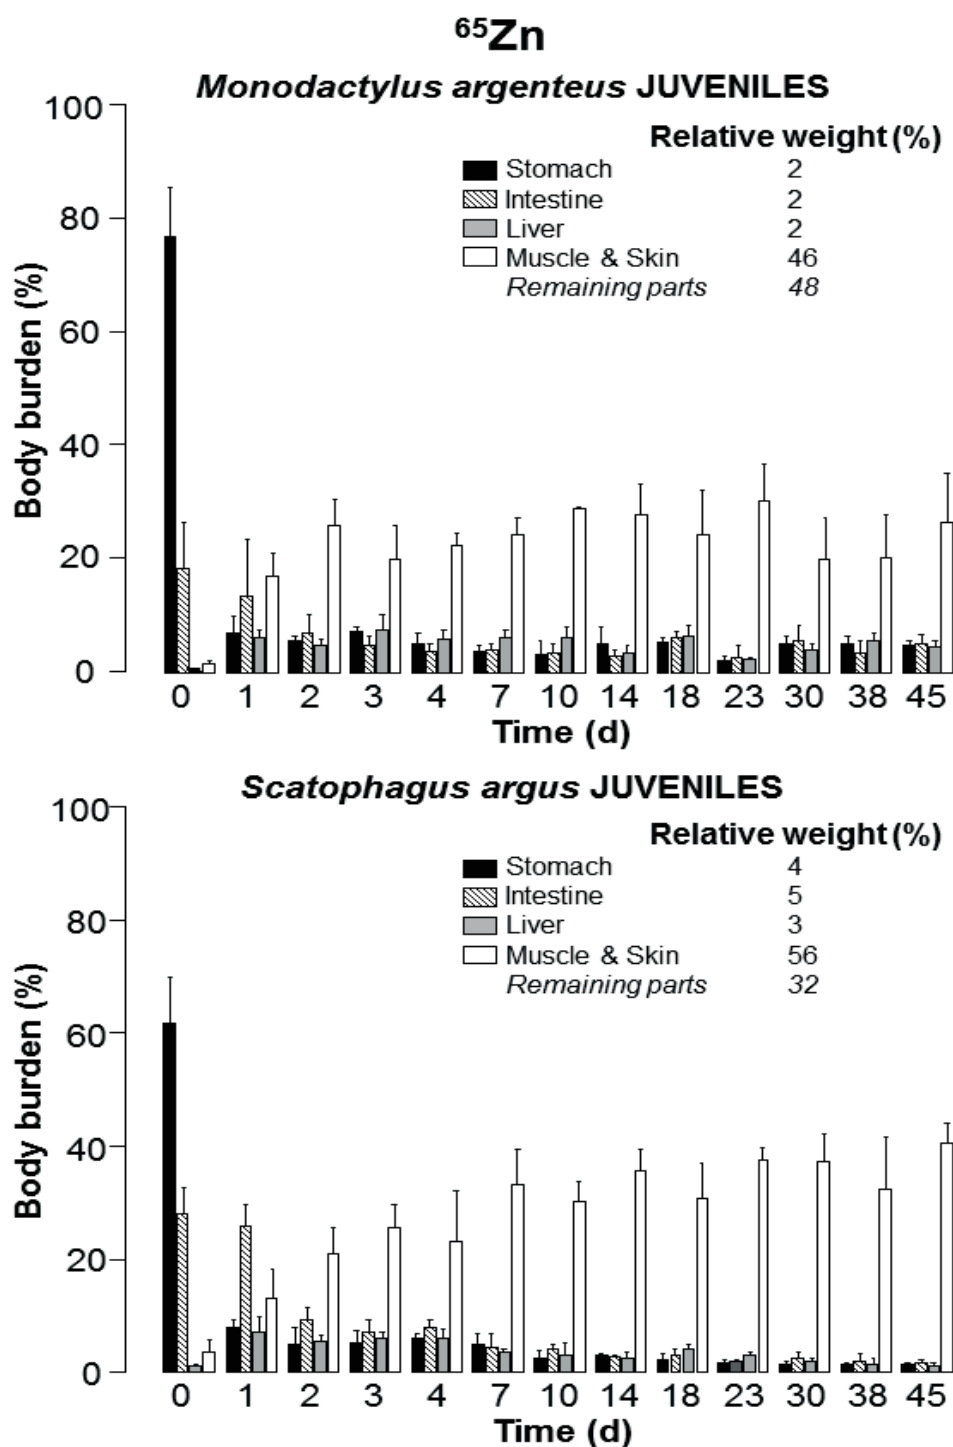 ⁶⁵Zn
Monodactylus argenteus JUVENILES
Relative weight (%)
Stomach 2
Intestine 2
Liver 2
Muscle & Skin 46
Remaining parts 48
Body burden (%)
100
80
60
40
20
0
0 1 2 3 4 7 10 14 18 23 30 38 45
Time (d)
Scatophagus argus JUVENILES
Relative weight (%)
Stomach 4
Intestine 5
Liver 3
Muscle & Skin 56
Remaining parts 32
Body burden (%)
100
80
60
40
20
0
0 1 2 3 4 7 10 14 18 23 30 38 45
Time (d)